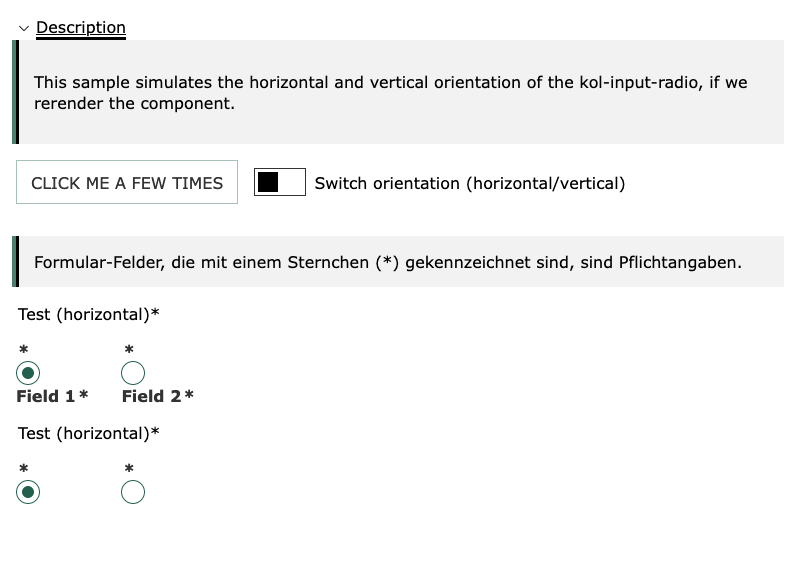 Description
This sample simulates the horizontal and vertical orientation of the kol-input-radio, if we
rerender the component.
CLICK ME A FEW TIMES
Switch orientation (horizontal/vertical)
Formular-Felder, die mit einem Sternchen (*) gekennzeichnet sind, sind Pflichtangaben.
Test (horizontal)*
* *
Field 1* Field 2*
Test (horizontal)*
* *